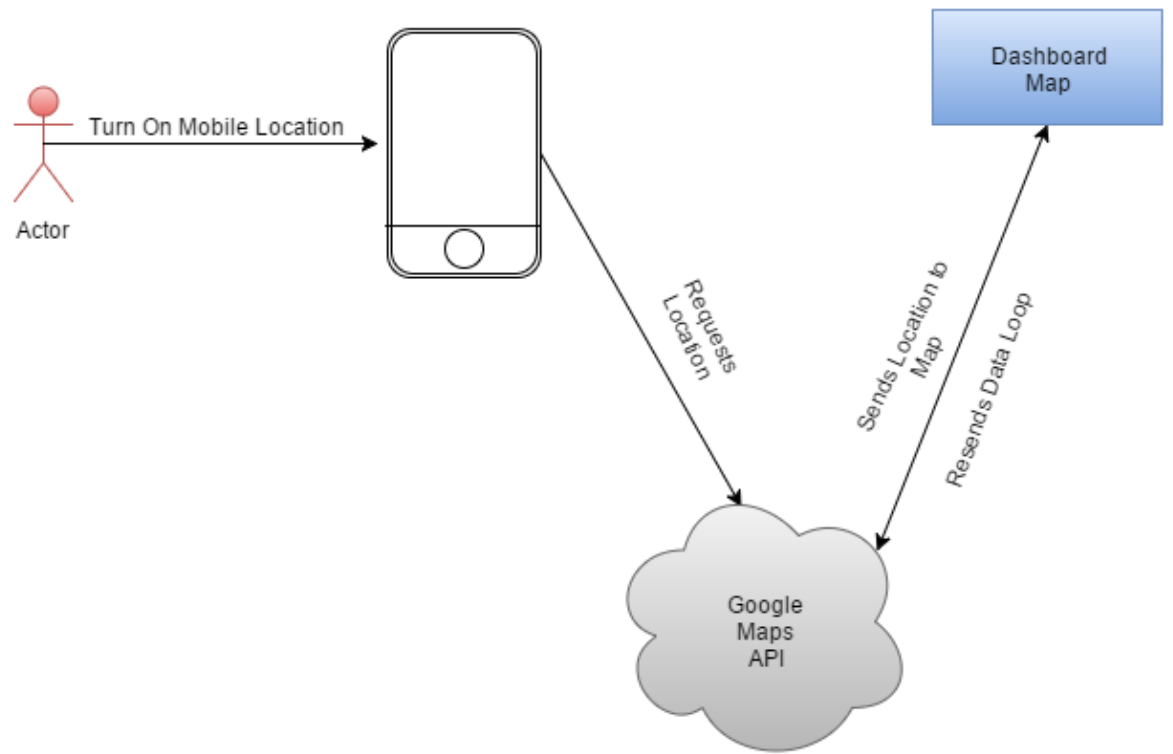 Turn On Mobile Location
Actor
Dashboard
Map
Requests
Location
Sends Location to
Map
Resends Data Loop
Google
Maps
API